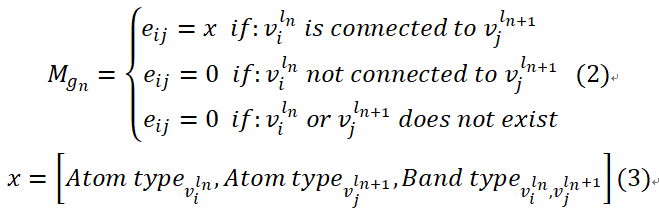 e_{ij} = x if: v_i^{l_n} is connected to v_j^{l_{n+1}}
M_{g_n} = { e_{ij} = 0 if: v_i^{l_n} not connected to v_j^{l_{n+1}} (2)↵
e_{ij} = 0 if: v_i^{l_n} or v_j^{l_{n+1}} does not exist
x = [Atom type_{v_i^{l_n}}, Atom type_{v_j^{l_{n+1}}}, Band type_{v_i^{l_n}, v_j^{l_{n+1}}}] (3)↵